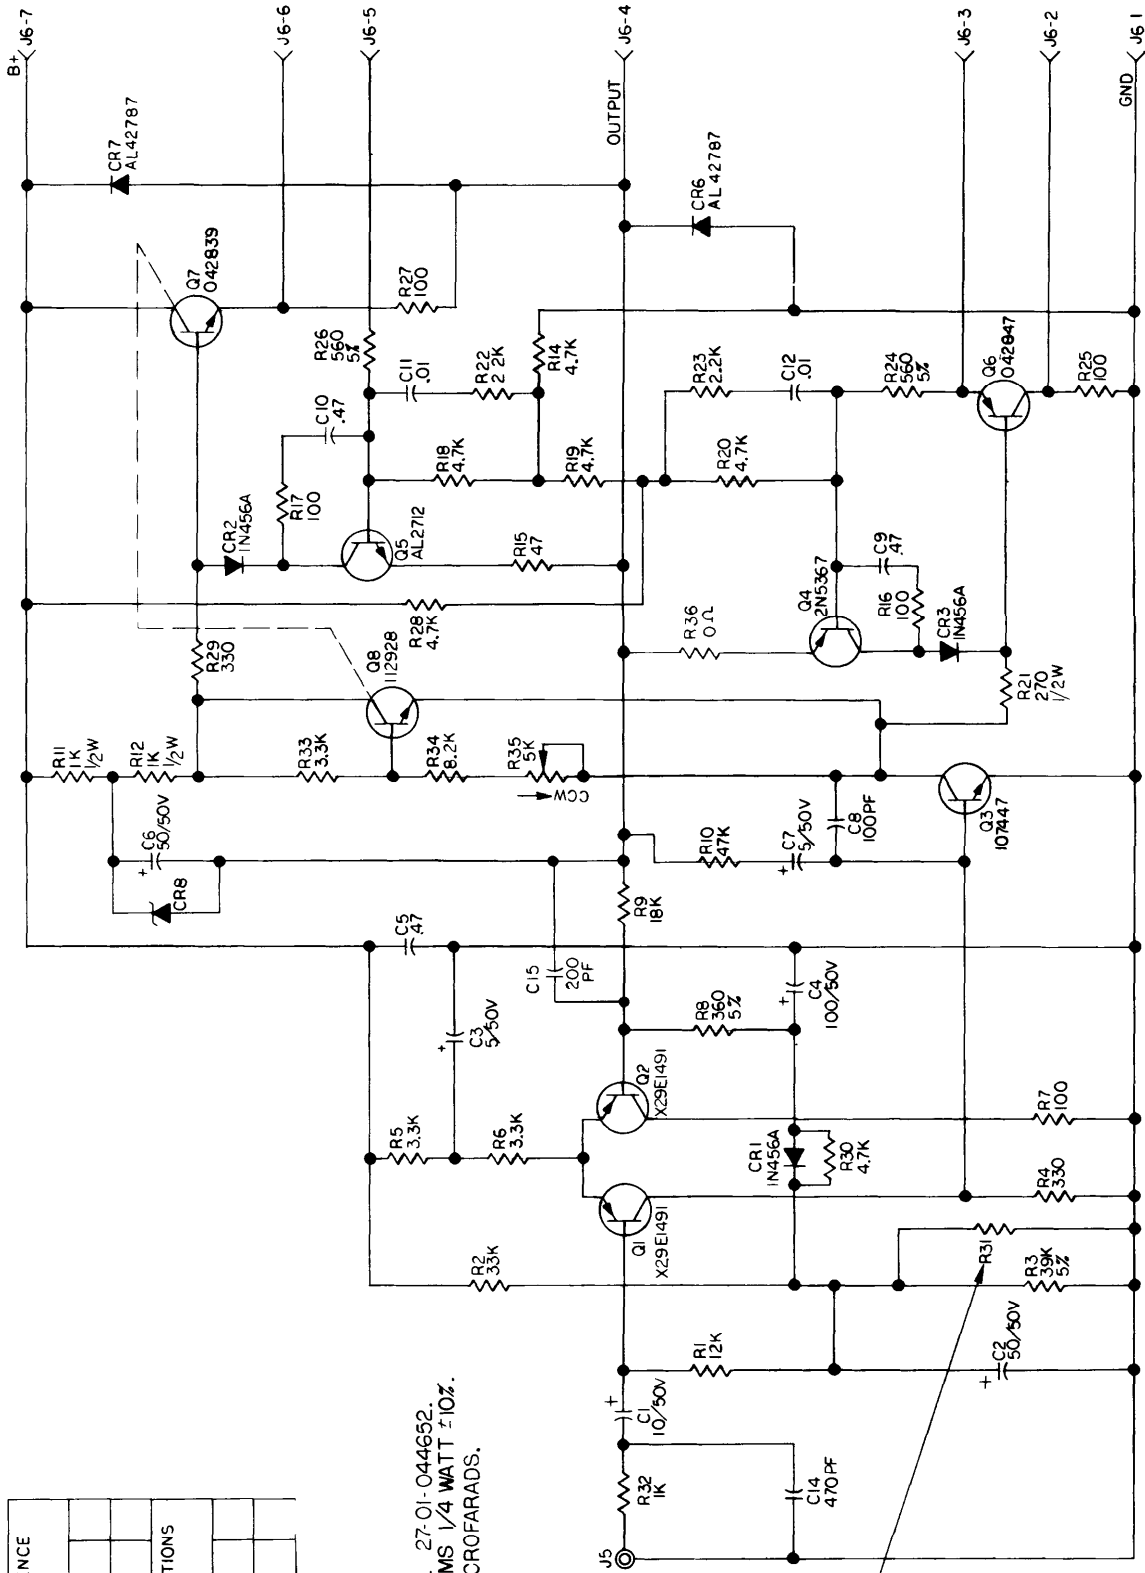 B+
J6-7
CR7
AL42787
J6-6
J6-5
Q7
O42839
R27
100
R26
560
5%
C11
.01
R22
2.2K
R14
4.7K
C10
.47
R18
4.7K
R19
4.7K
R17
100
CR2
IN456A
Q5
AL2712
R15
47
R28
4.7K
R29
330
Q8
112928
R11
1K
1/2W
R12
1K
1/2W
R33
3.3K
R34
8.2K
R35
5K
CCW
+
C6
50/50V
CR8
J6-4
OUTPUT
CR6
AL42787
R23
2.2K
C12
.01
R20
4.7K
R24
560
5%
J6-3
J6-2
Q6
O42847
R25
100
Q4
2N5367
C9
.47
R16
100
CR3
IN456A
R36
0Ω
R21
270
1/2W
R10
47K
+
C7
5/50V
C8
100PF
Q3
107447
R9
18K
C5
.47
C15
200
PF
+
C3
5/50V
R8
360
5%
+
C4
100/50V
Q2
X29E1491
R5
3.3K
R6
3.3K
CR1
IN456A
R30
4.7K
R7
100
Q1
X29E1491
R4
330
R31
R3
39K
5%
R2
33K
R1
12K
+
C2
50/50V
+
C1
10/50V
R32
1K
C14
470PF
J5
GND
J6 1
NCE
TIONS
27-01-044652.
MS 1/4 WATT ±10%.
CROFARADS.